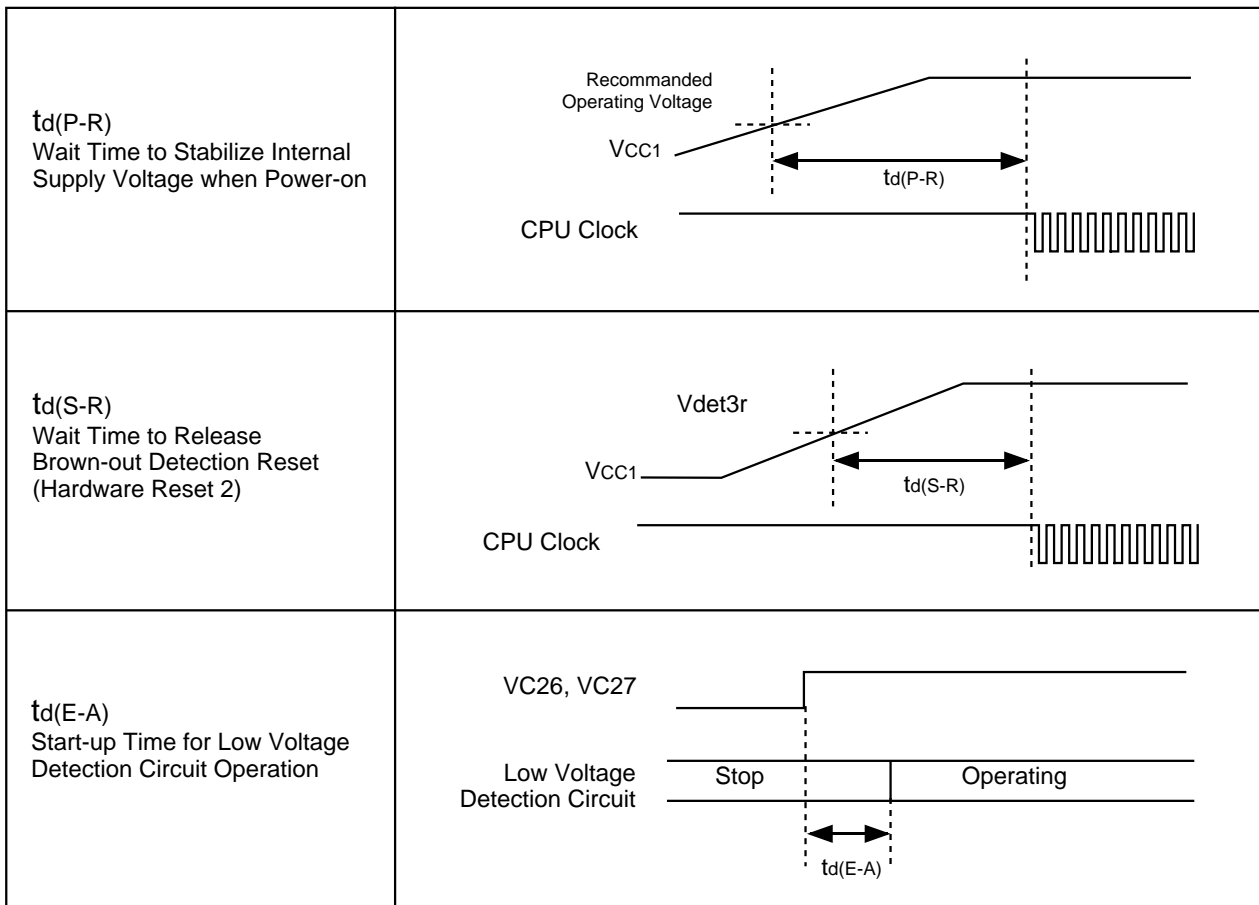 td(P-R)
Wait Time to Stabilize Internal
Supply Voltage when Power-on
Recommanded
Operating Voltage
VCC1
td(P-R)
CPU Clock
td(S-R)
Wait Time to Release
Brown-out Detection Reset
(Hardware Reset 2)
Vdet3r
VCC1
td(S-R)
CPU Clock
td(E-A)
Start-up Time for Low Voltage
Detection Circuit Operation
VC26, VC27
Low Voltage
Detection Circuit
Stop
Operating
td(E-A)